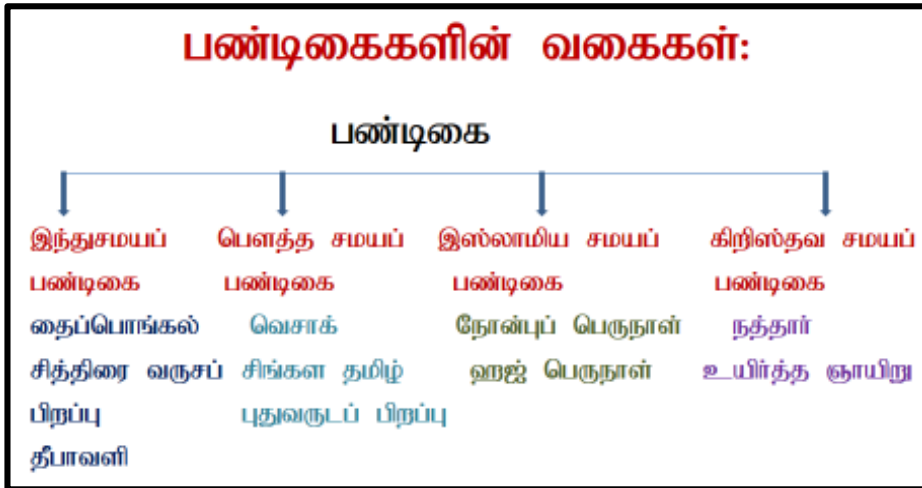 பண்டிகைகளின் வகைகள்:
பண்டிகை
இந்துசமயப் பௌத்த சமயப் இஸ்லாமிய சமயப் கிறிஸ்தவ சமயப்
பண்டிகை பண்டிகை பண்டிகை பண்டிகை
தைப்பொங்கல் வெசாக் நோன்புப் பெருநாள் நத்தார்
சித்திரை வருசப் சிங்கள தமிழ் ஹஜ் பெருநாள் உயிர்த்த ஞாயிறு
பிறப்பு புதுவருடப் பிறப்பு
தீபாவளி